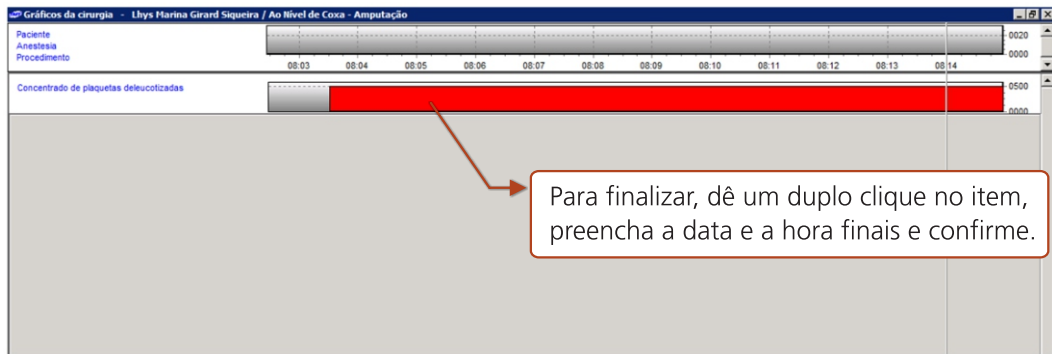 Gráficos da cirurgia - Lhys Marina Girard Siqueira / Ao Nível de Coxa - Amputação
Paciente
Anestesia
Procedimento
0020
0000
08:03 08:04 08:05 08:06 08:07 08:08 08:09 08:10 08:11 08:12 08:13 08:14
Concentrado de plaquetas deleucotizadas
0500
0000
Para finalizar, dê um duplo clique no item,
preencha a data e a hora finais e confirme.